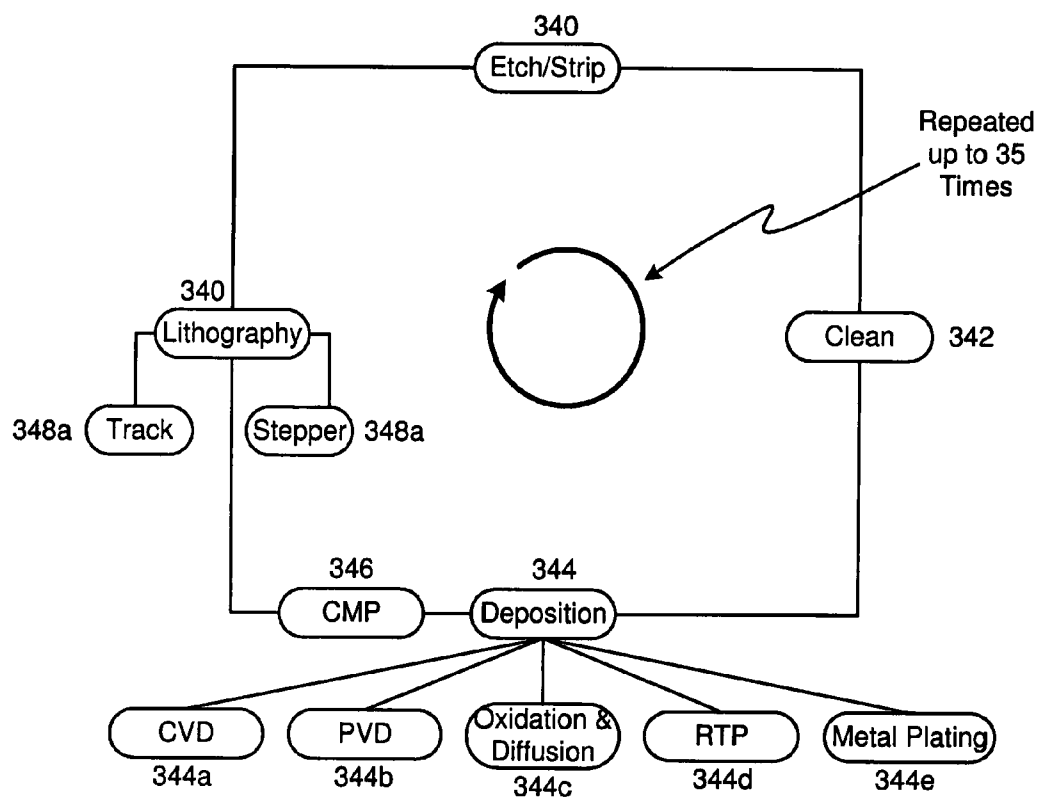 340
Etch/Strip
Repeated
up to 35
Times
340
Lithography
Clean
342
348a
Track
Stepper
348a
346
CMP
344
Deposition
CVD
344a
PVD
344b
Oxidation &
Diffusion
344c
RTP
344d
Metal Plating
344e